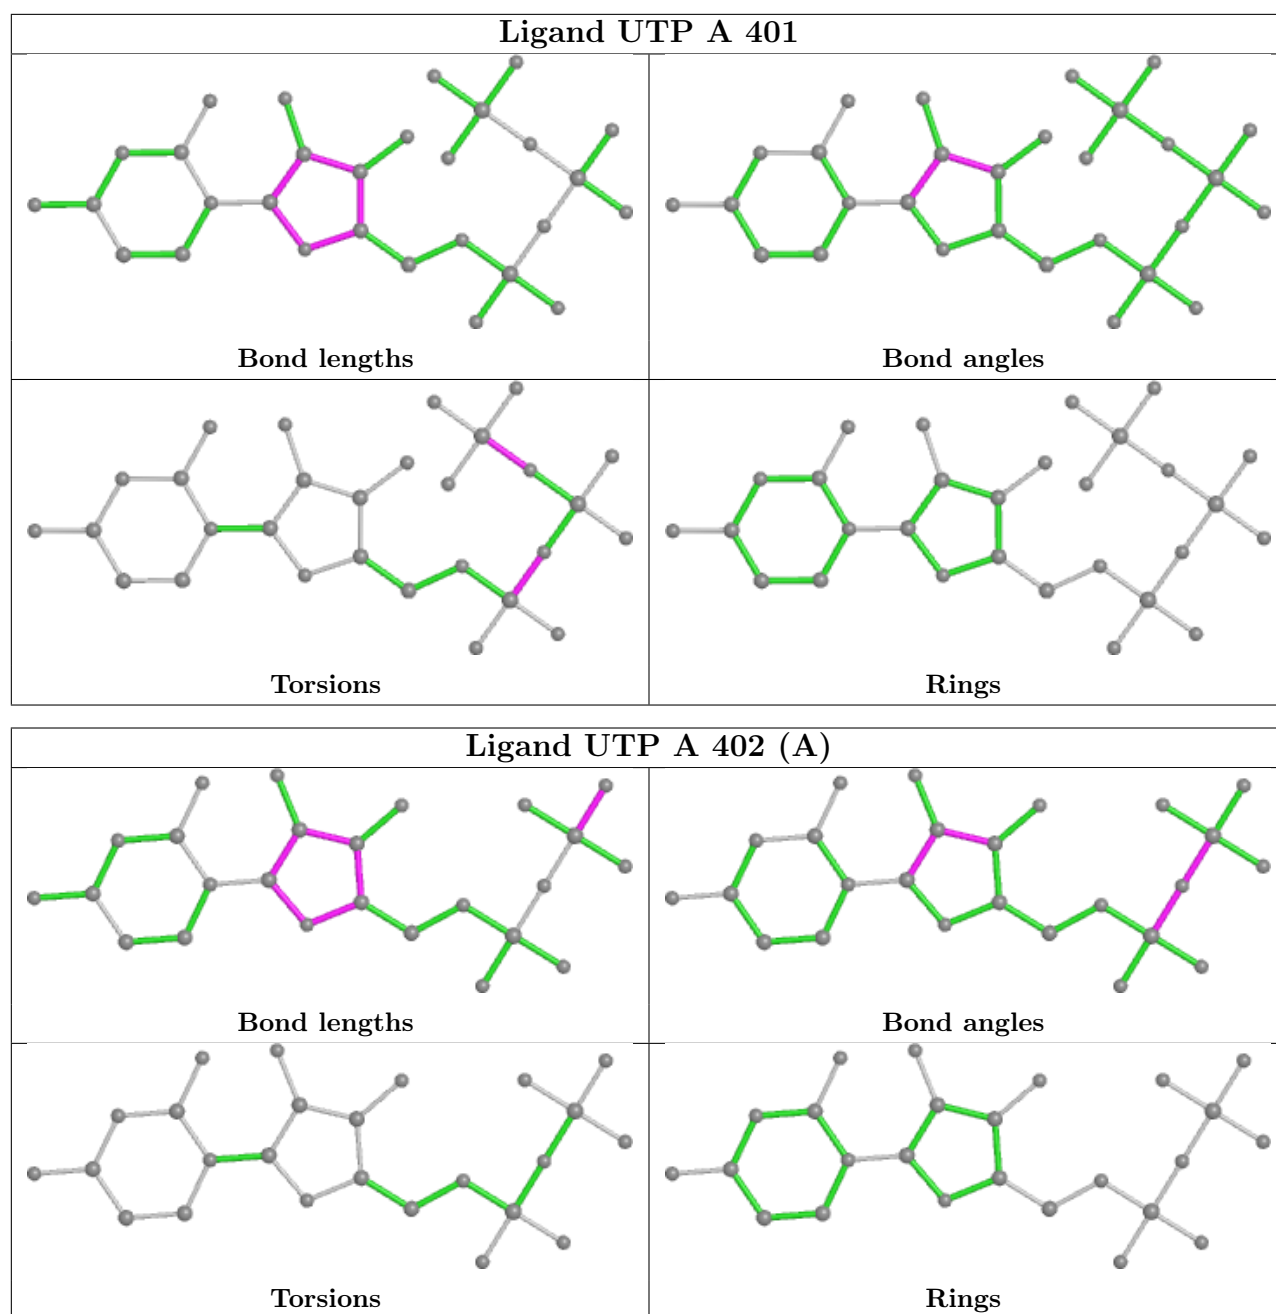 Ligand UTP A 401
Bond lengths
Bond angles
Torsions
Rings
Ligand UTP A 402 (A)
Bond lengths
Bond angles
Torsions
Rings